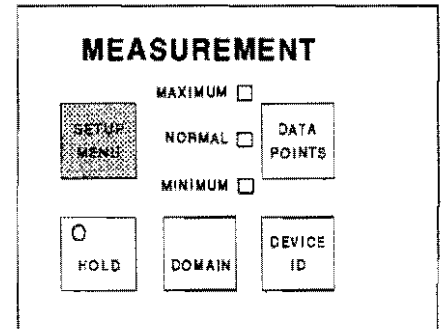 MEASUREMENT
MAXIMUM
SETUP
MENU
NORMAL
DATA
POINTS
MINIMUM
HOLD
DOMAIN
DEVICE
ID